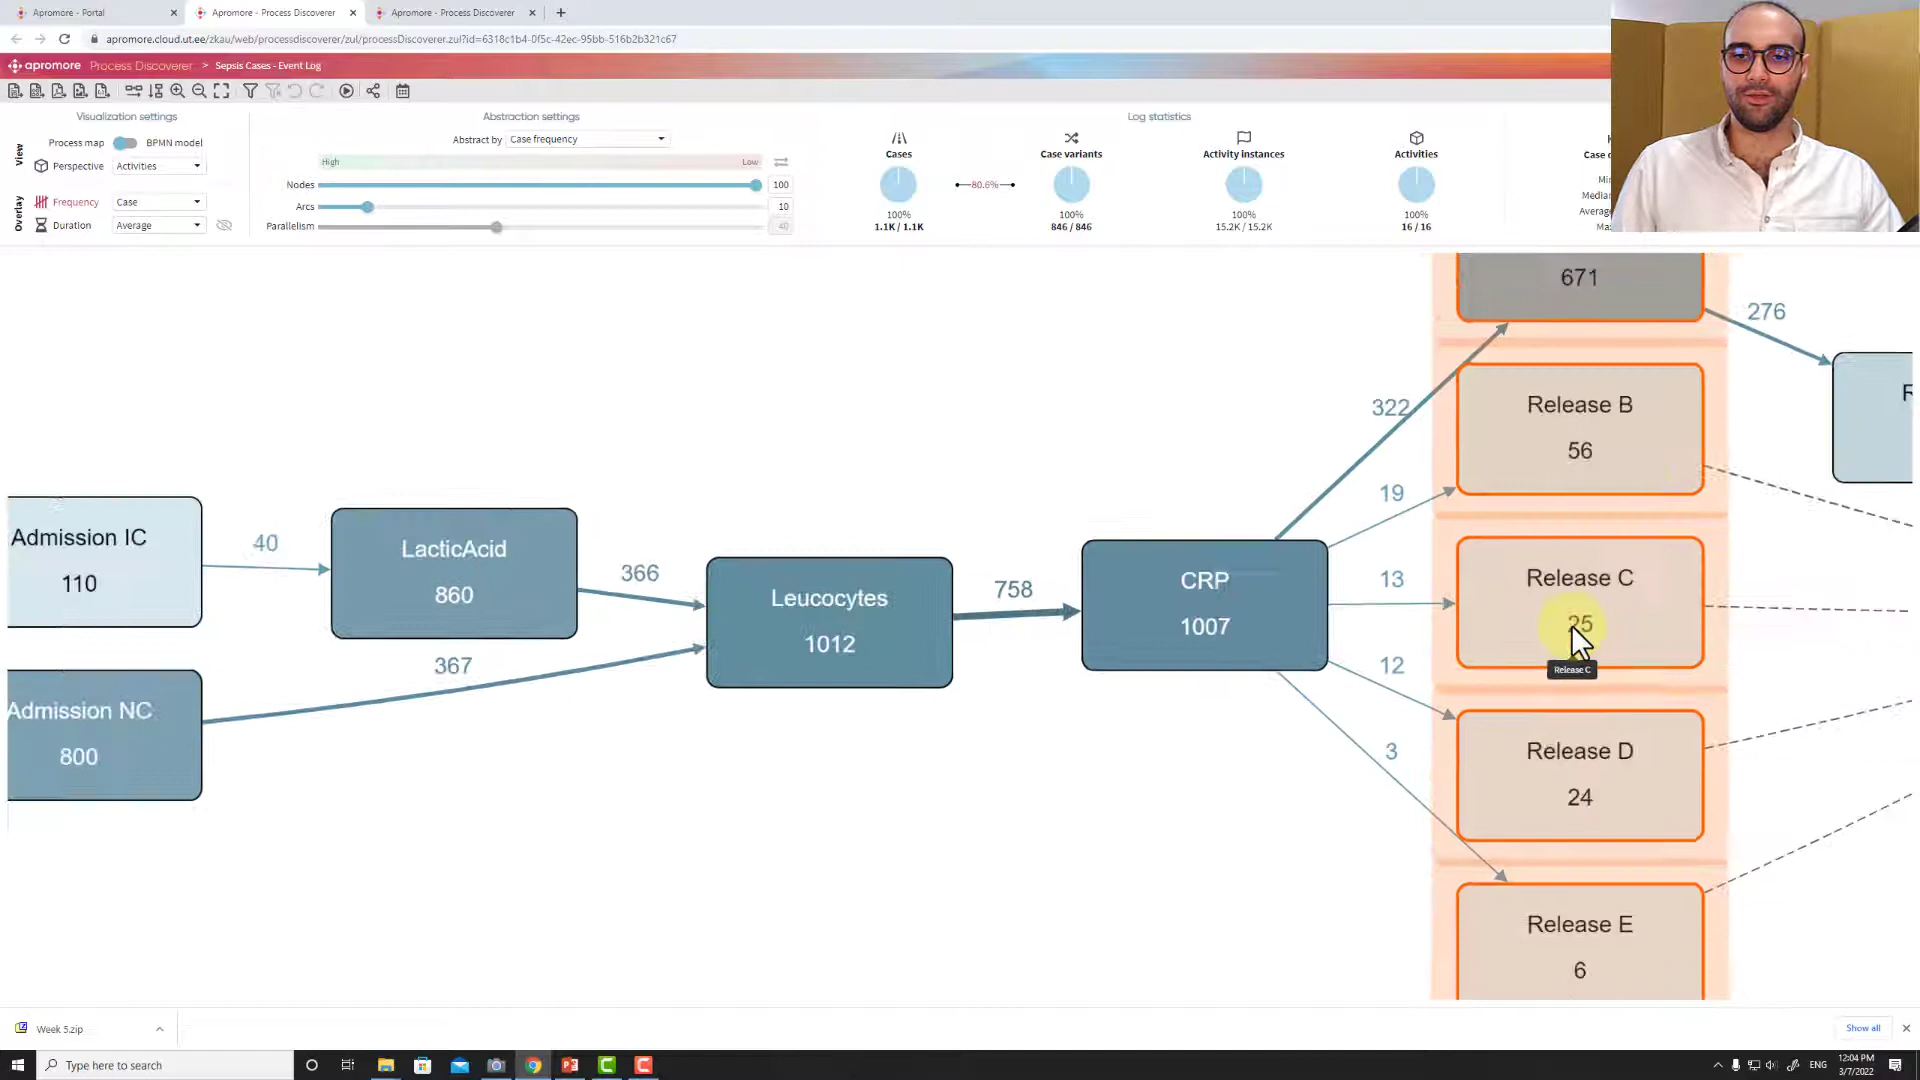 Apromore - Portal
Apromore - Process Discoverer
Apromore - Process Discoverer
apromore.cloud.ut.ee/zkau/web/processdiscoverer/zul/processDiscoverer.zul?id=6318c1b4-0f5c-42ec-95bb-516b2b321c67
apromore Process Discoverer > Sepsis Cases - Event Log
Visualization settings
Abstraction settings
Log statistics
View
Process map
BPMN model
Perspective
Activities
Overlay
Frequency
Case
Duration
Average
Abstract by
Case frequency
High
Low
Nodes
100
Arcs
10
Parallelism
40
Cases
100%
1.1K / 1.1K
80.6%
Case variants
100%
846 / 846
Activity instances
100%
15.2K / 15.2K
Activities
100%
16 / 16
671
276
322
Release B
56
19
Admission IC
110
40
LacticAcid
860
366
Leucocytes
1012
758
CRP
1007
13
Release C
25
Release C
Admission NC
800
367
12
Release D
24
3
Release E
6
Week 5.zip
Show all
Type here to search
ENG
12:04 PM
3/7/2022